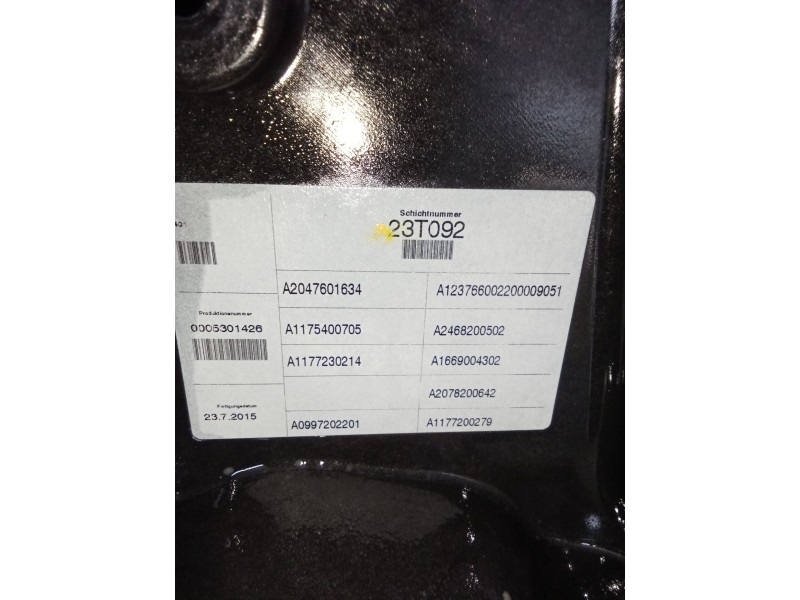 Schichtnummer
23T092
A2047601634
A123766002200009051
Produktionsnummer
0005301426
A1175400705
A2468200502
A1177230214
A1669004302
A2078200642
Fertigungsdatum
23.7.2015
A0997202201
A1177200279